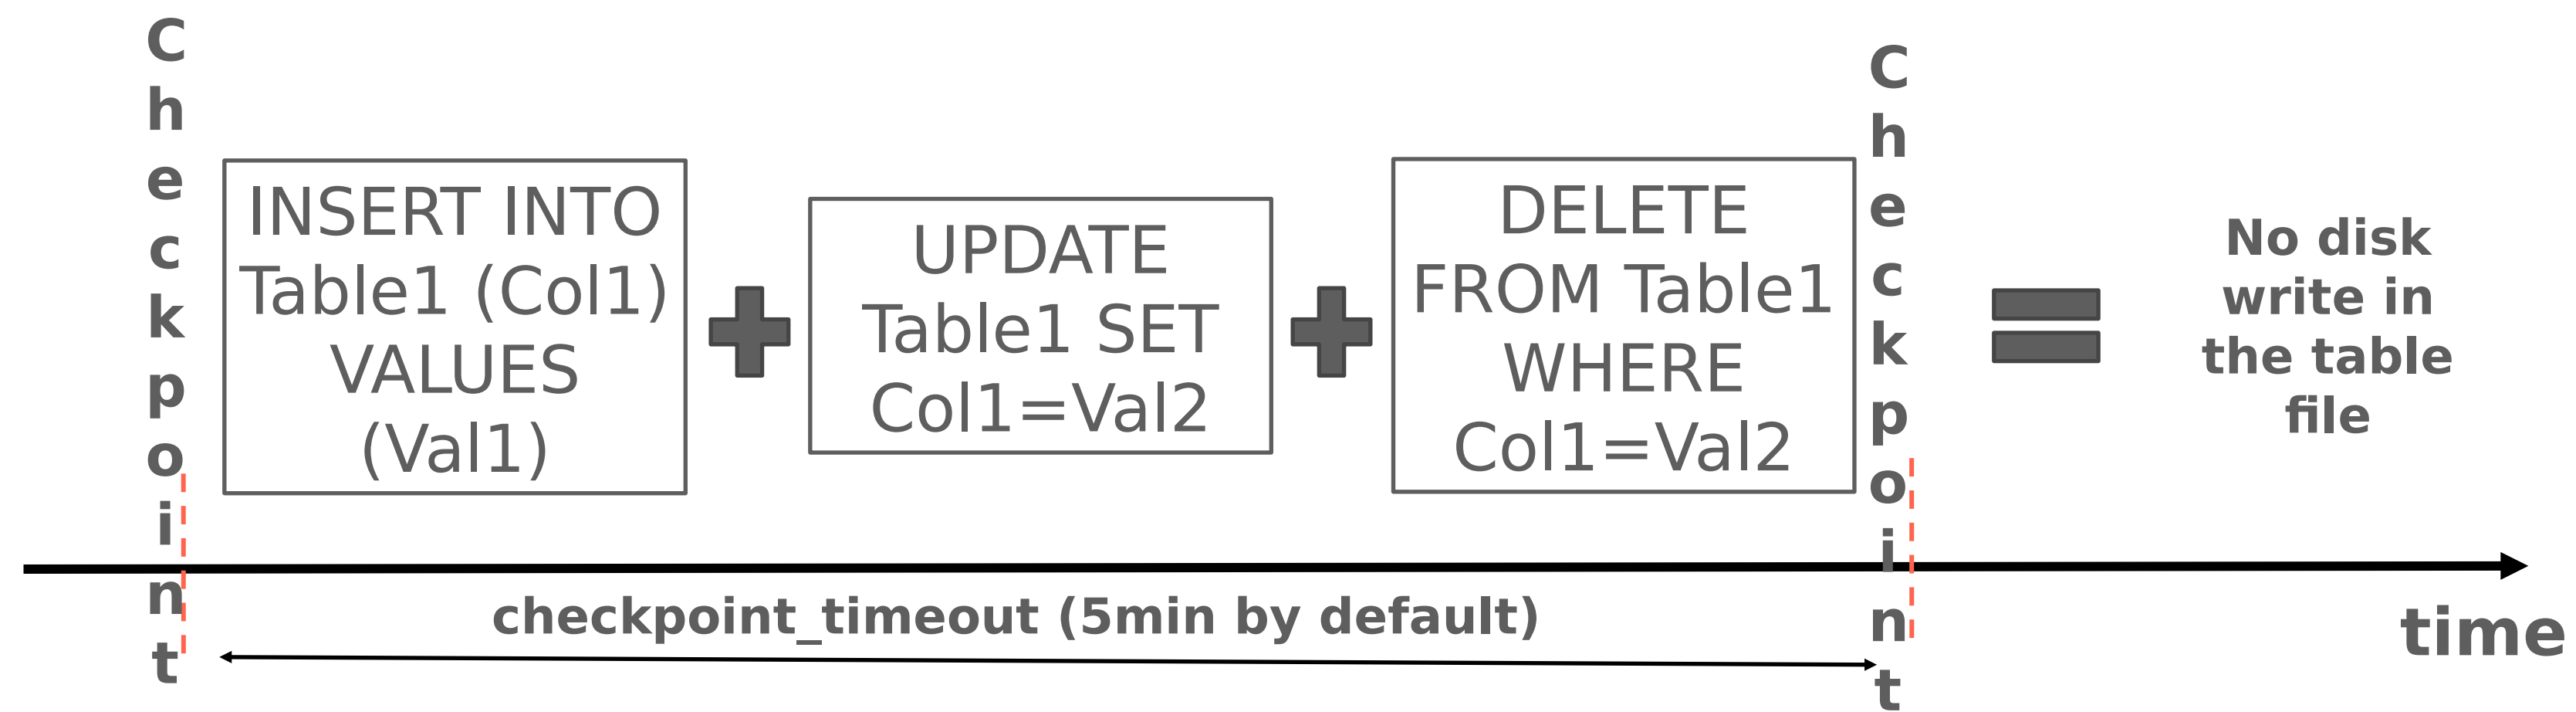 Checkpoint
INSERT INTO
Table1 (Col1)
VALUES
(Val1)
UPDATE
Table1 SET
Col1=Val2
DELETE
FROM Table1
WHERE
Col1=Val2
Checkpoint
No disk
write in
the table
file
checkpoint_timeout (5min by default)
time